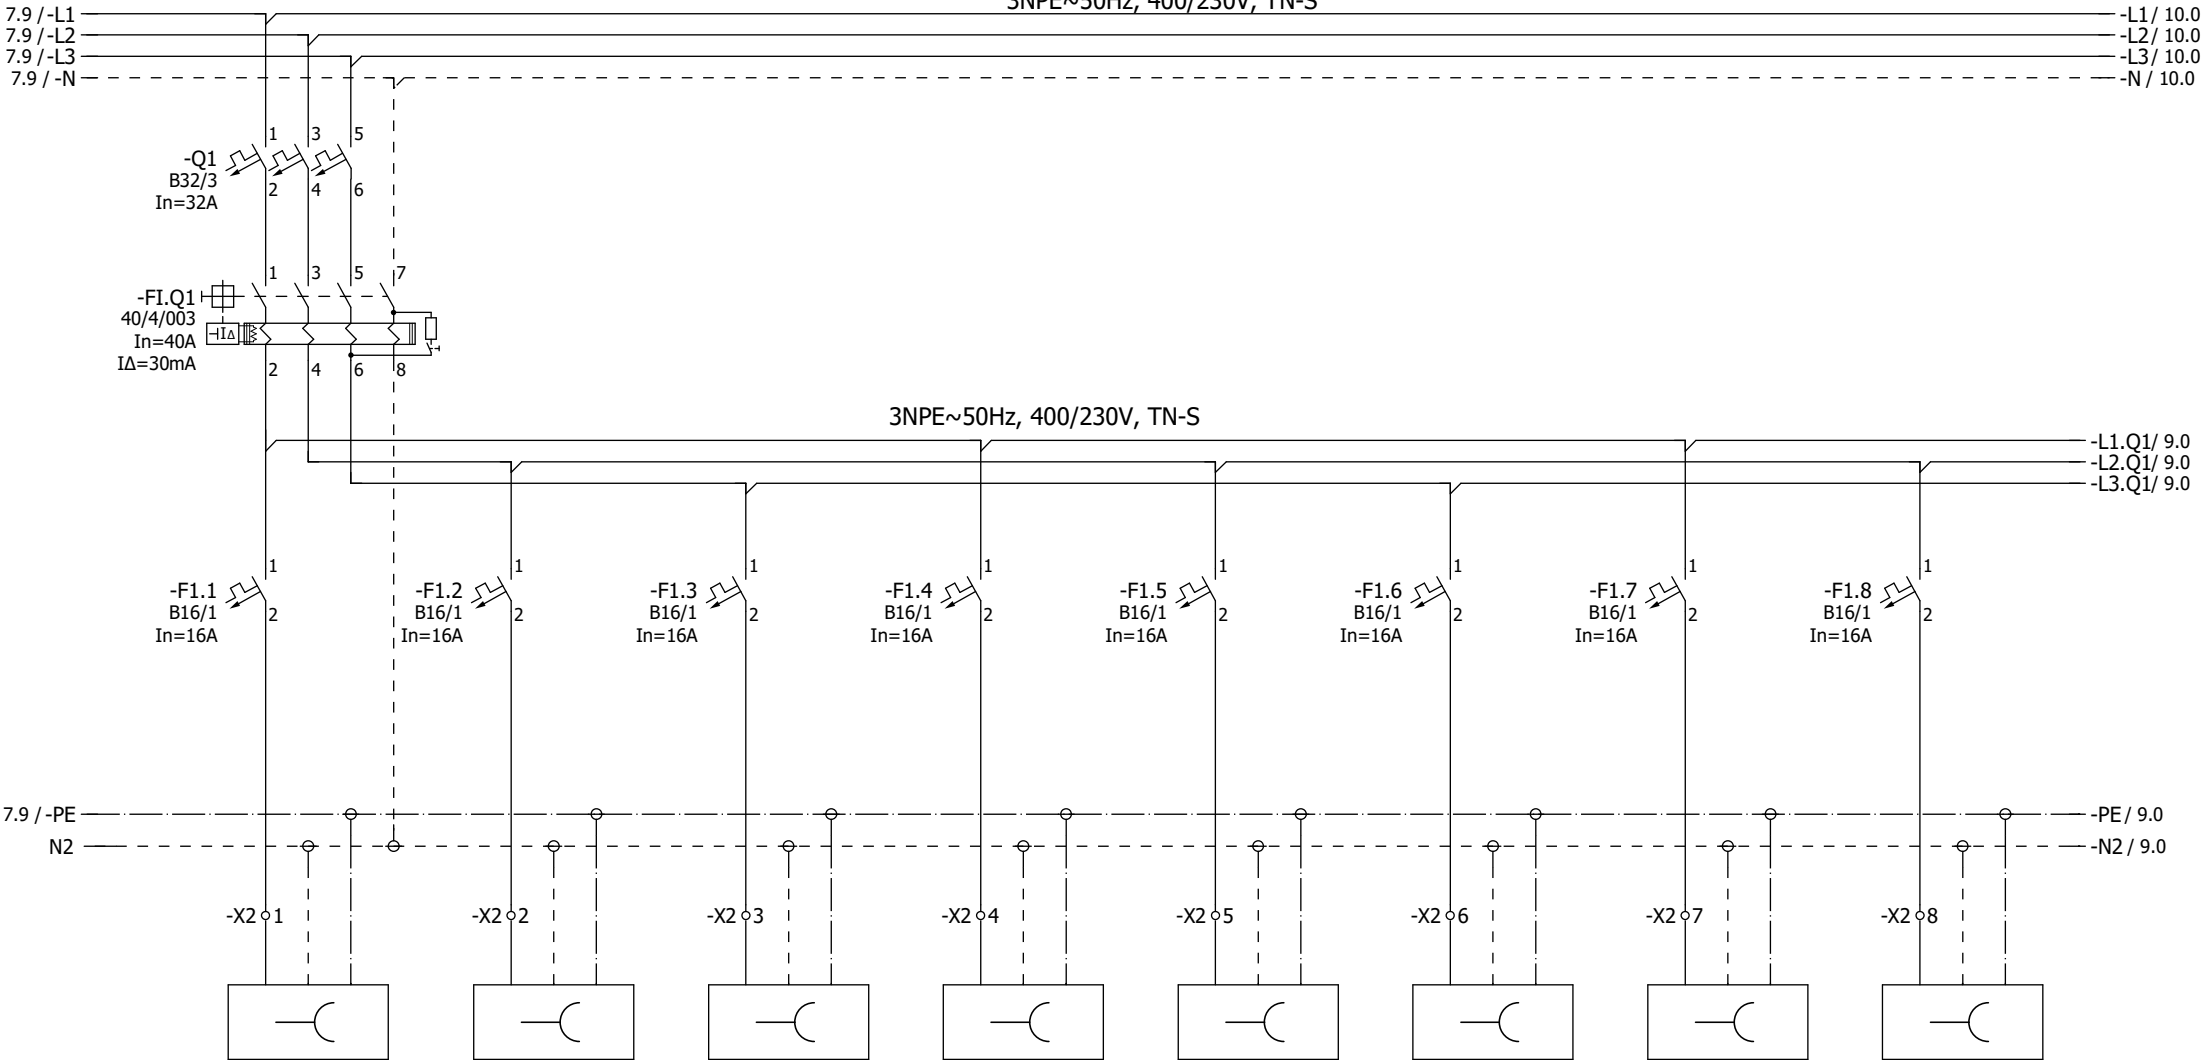 3NPE~50Hz, 400/230V, TN-S
7.9 / -L1 -L1 / 10.0
7.9 / -L2 -L2 / 10.0
7.9 / -L3 -L3 / 10.0
7.9 / -N -N / 10.0
1 3 5
-Q1
B32/3
2 4 6
In=32A
1 3 5 7
-FI.Q1
40/4/003
I∆
In=40A
I∆=30mA
2 4 6 8
3NPE~50Hz, 400/230V, TN-S
-L1.Q1 / 9.0
-L2.Q1 / 9.0
-L3.Q1 / 9.0
1 1 1 1 1 1 1 1
-F1.1 -F1.2 -F1.3 -F1.4 -F1.5 -F1.6 -F1.7 -F1.8
B16/1 B16/1 B16/1 B16/1 B16/1 B16/1 B16/1 B16/1
2 2 2 2 2 2 2 2
In=16A In=16A In=16A In=16A In=16A In=16A In=16A In=16A
7.9 / -PE -PE / 9.0
N2 -N2 / 9.0
-X2 1 -X2 2 -X2 3 -X2 4 -X2 5 -X2 6 -X2 7 -X2 8